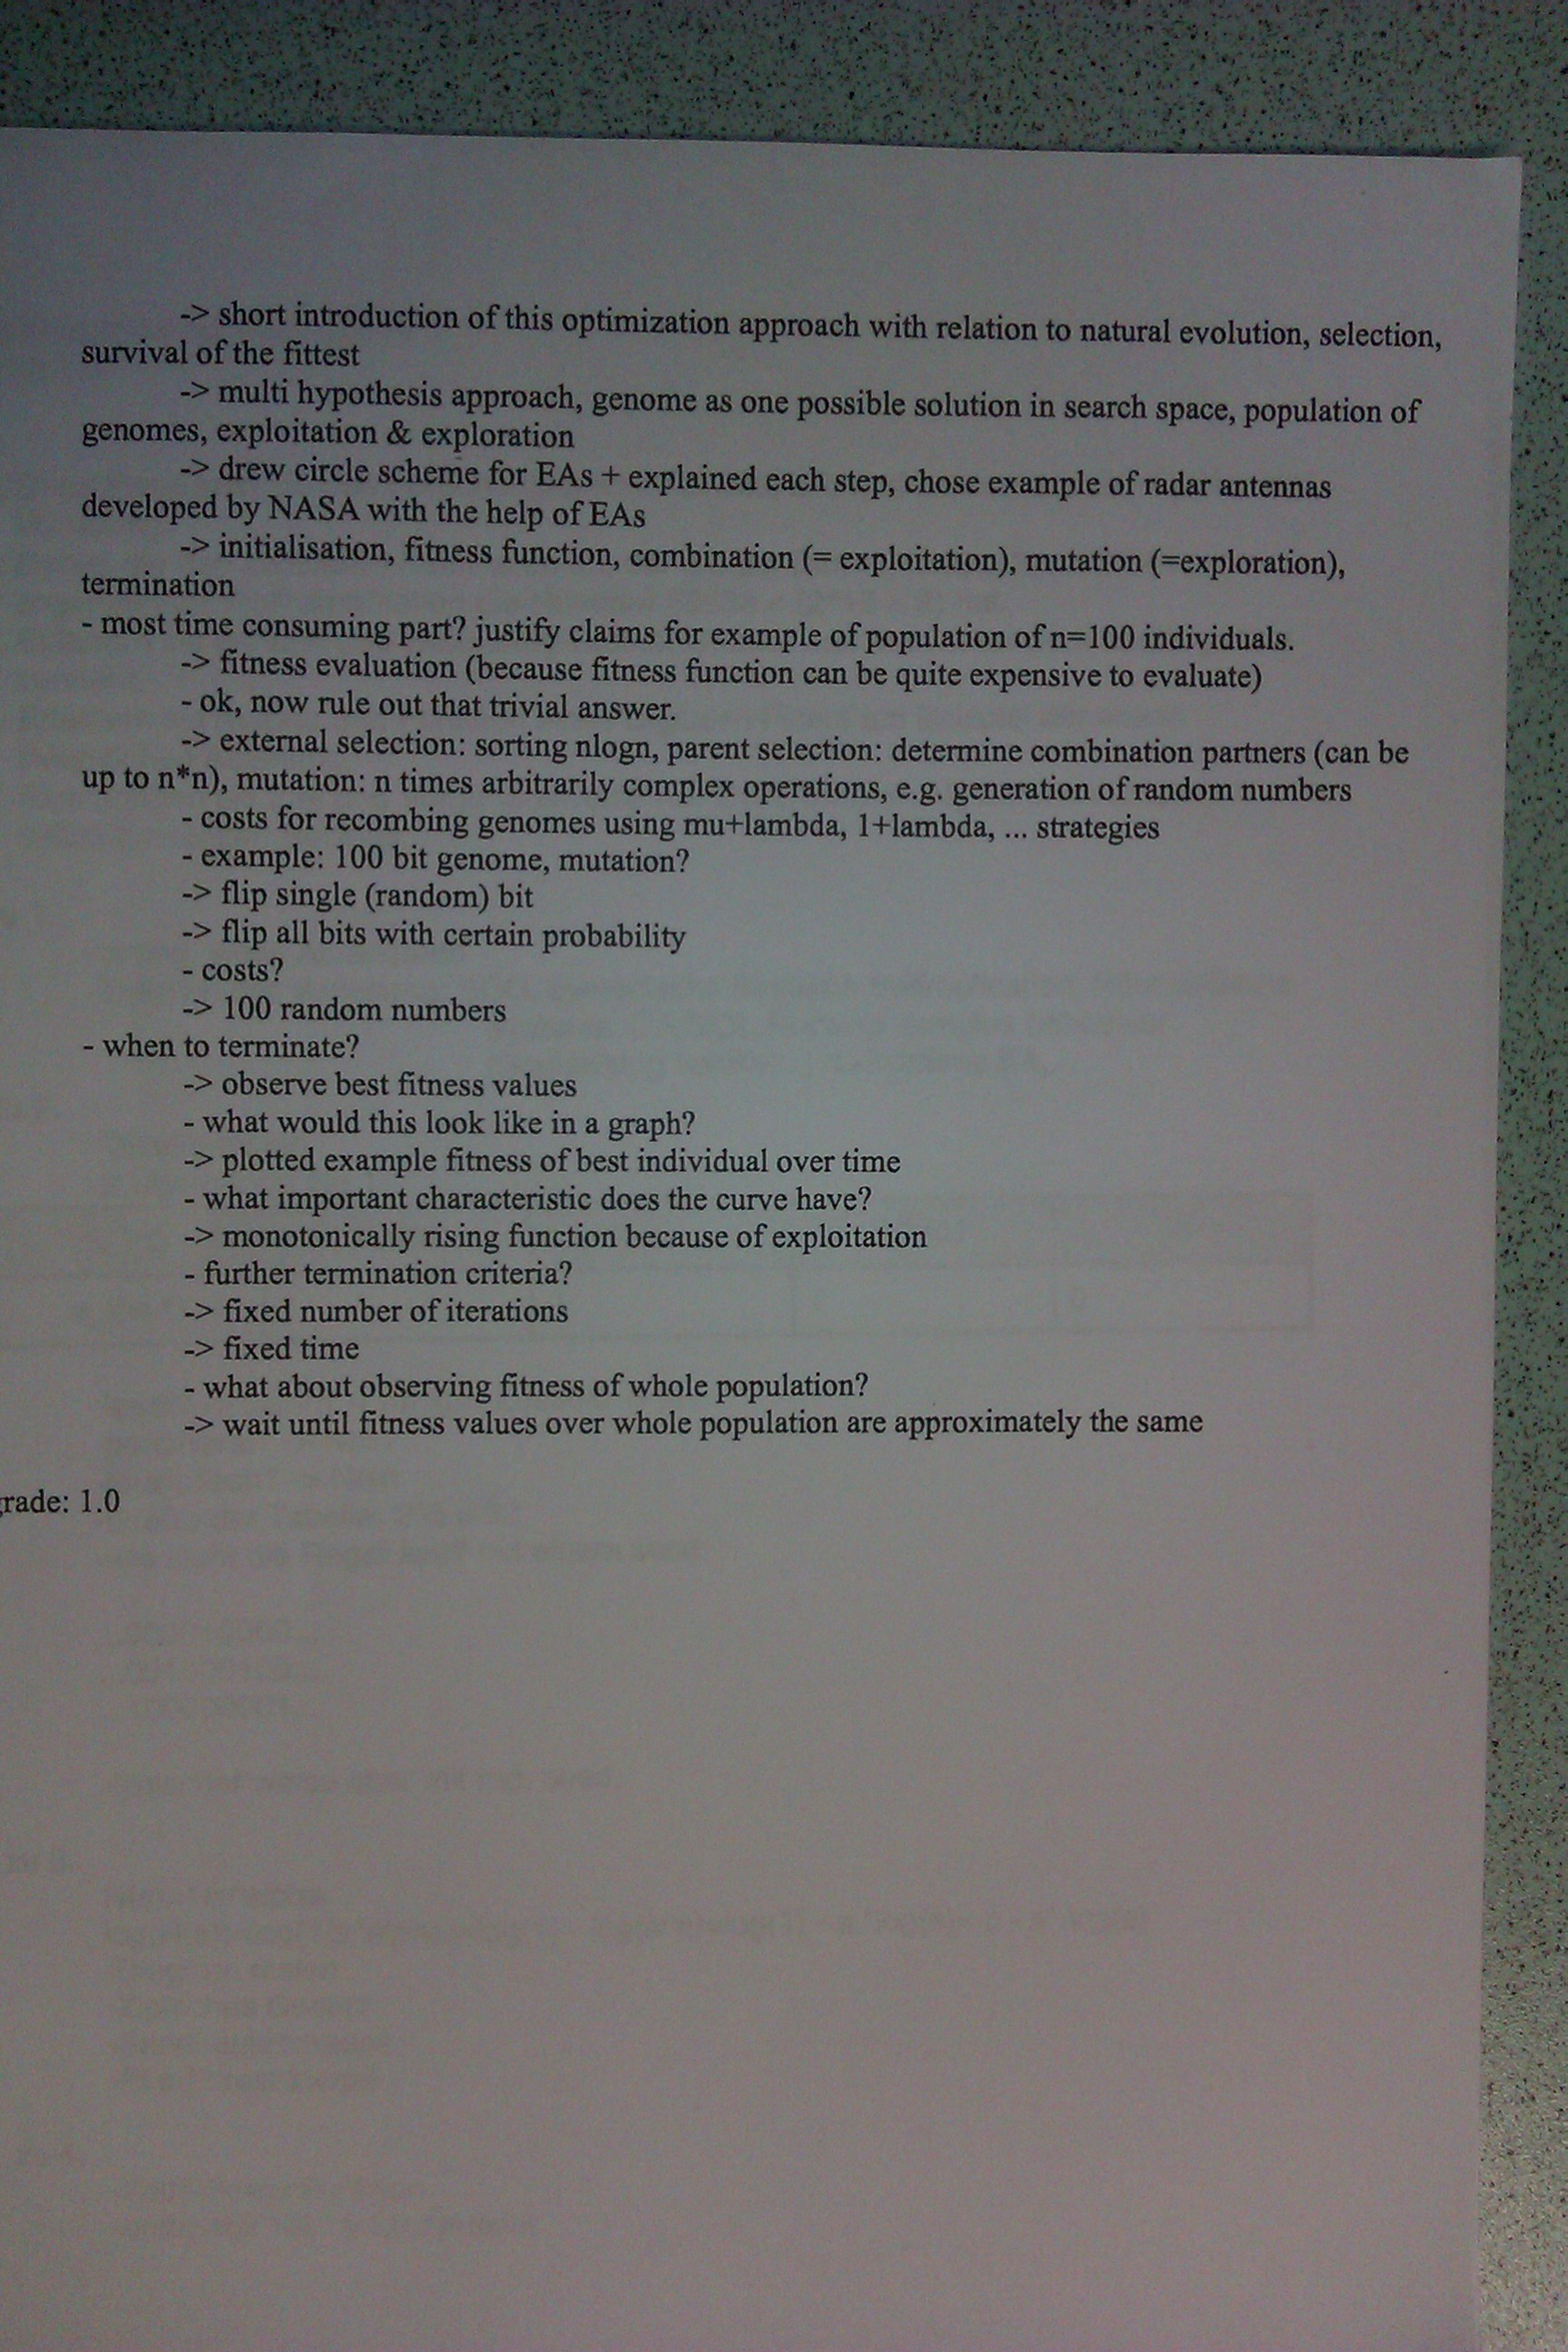 -> short introduction of this optimization approach with relation to natural evolution, selection,
survival of the fittest
-> multi hypothesis approach, genome as one possible solution in search space, population of
genomes, exploitation & exploration
-> drew circle scheme for EAs + explained each step, chose example of radar antennas
developed by NASA with the help of EAs
-> initialisation, fitness function, combination (= exploitation), mutation (=exploration),
termination
- most time consuming part? justify claims for example of population of n=100 individuals.
-> fitness evaluation (because fitness function can be quite expensive to evaluate)
- ok, now rule out that trivial answer.
-> external selection: sorting nlogn, parent selection: determine combination partners (can be
up to n*n), mutation: n times arbitrarily complex operations, e.g. generation of random numbers
- costs for recombing genomes using mu+lambda, 1+lambda, ... strategies
- example: 100 bit genome, mutation?
-> flip single (random) bit
-> flip all bits with certain probability
- costs?
-> 100 random numbers
- when to terminate?
-> observe best fitness values
- what would this look like in a graph?
-> plotted example fitness of best individual over time
- what important characteristic does the curve have?
-> monotonically rising function because of exploitation
- further termination criteria?
-> fixed number of iterations
-> fixed time
- what about observing fitness of whole population?
-> wait until fitness values over whole population are approximately the same
rade: 1.0